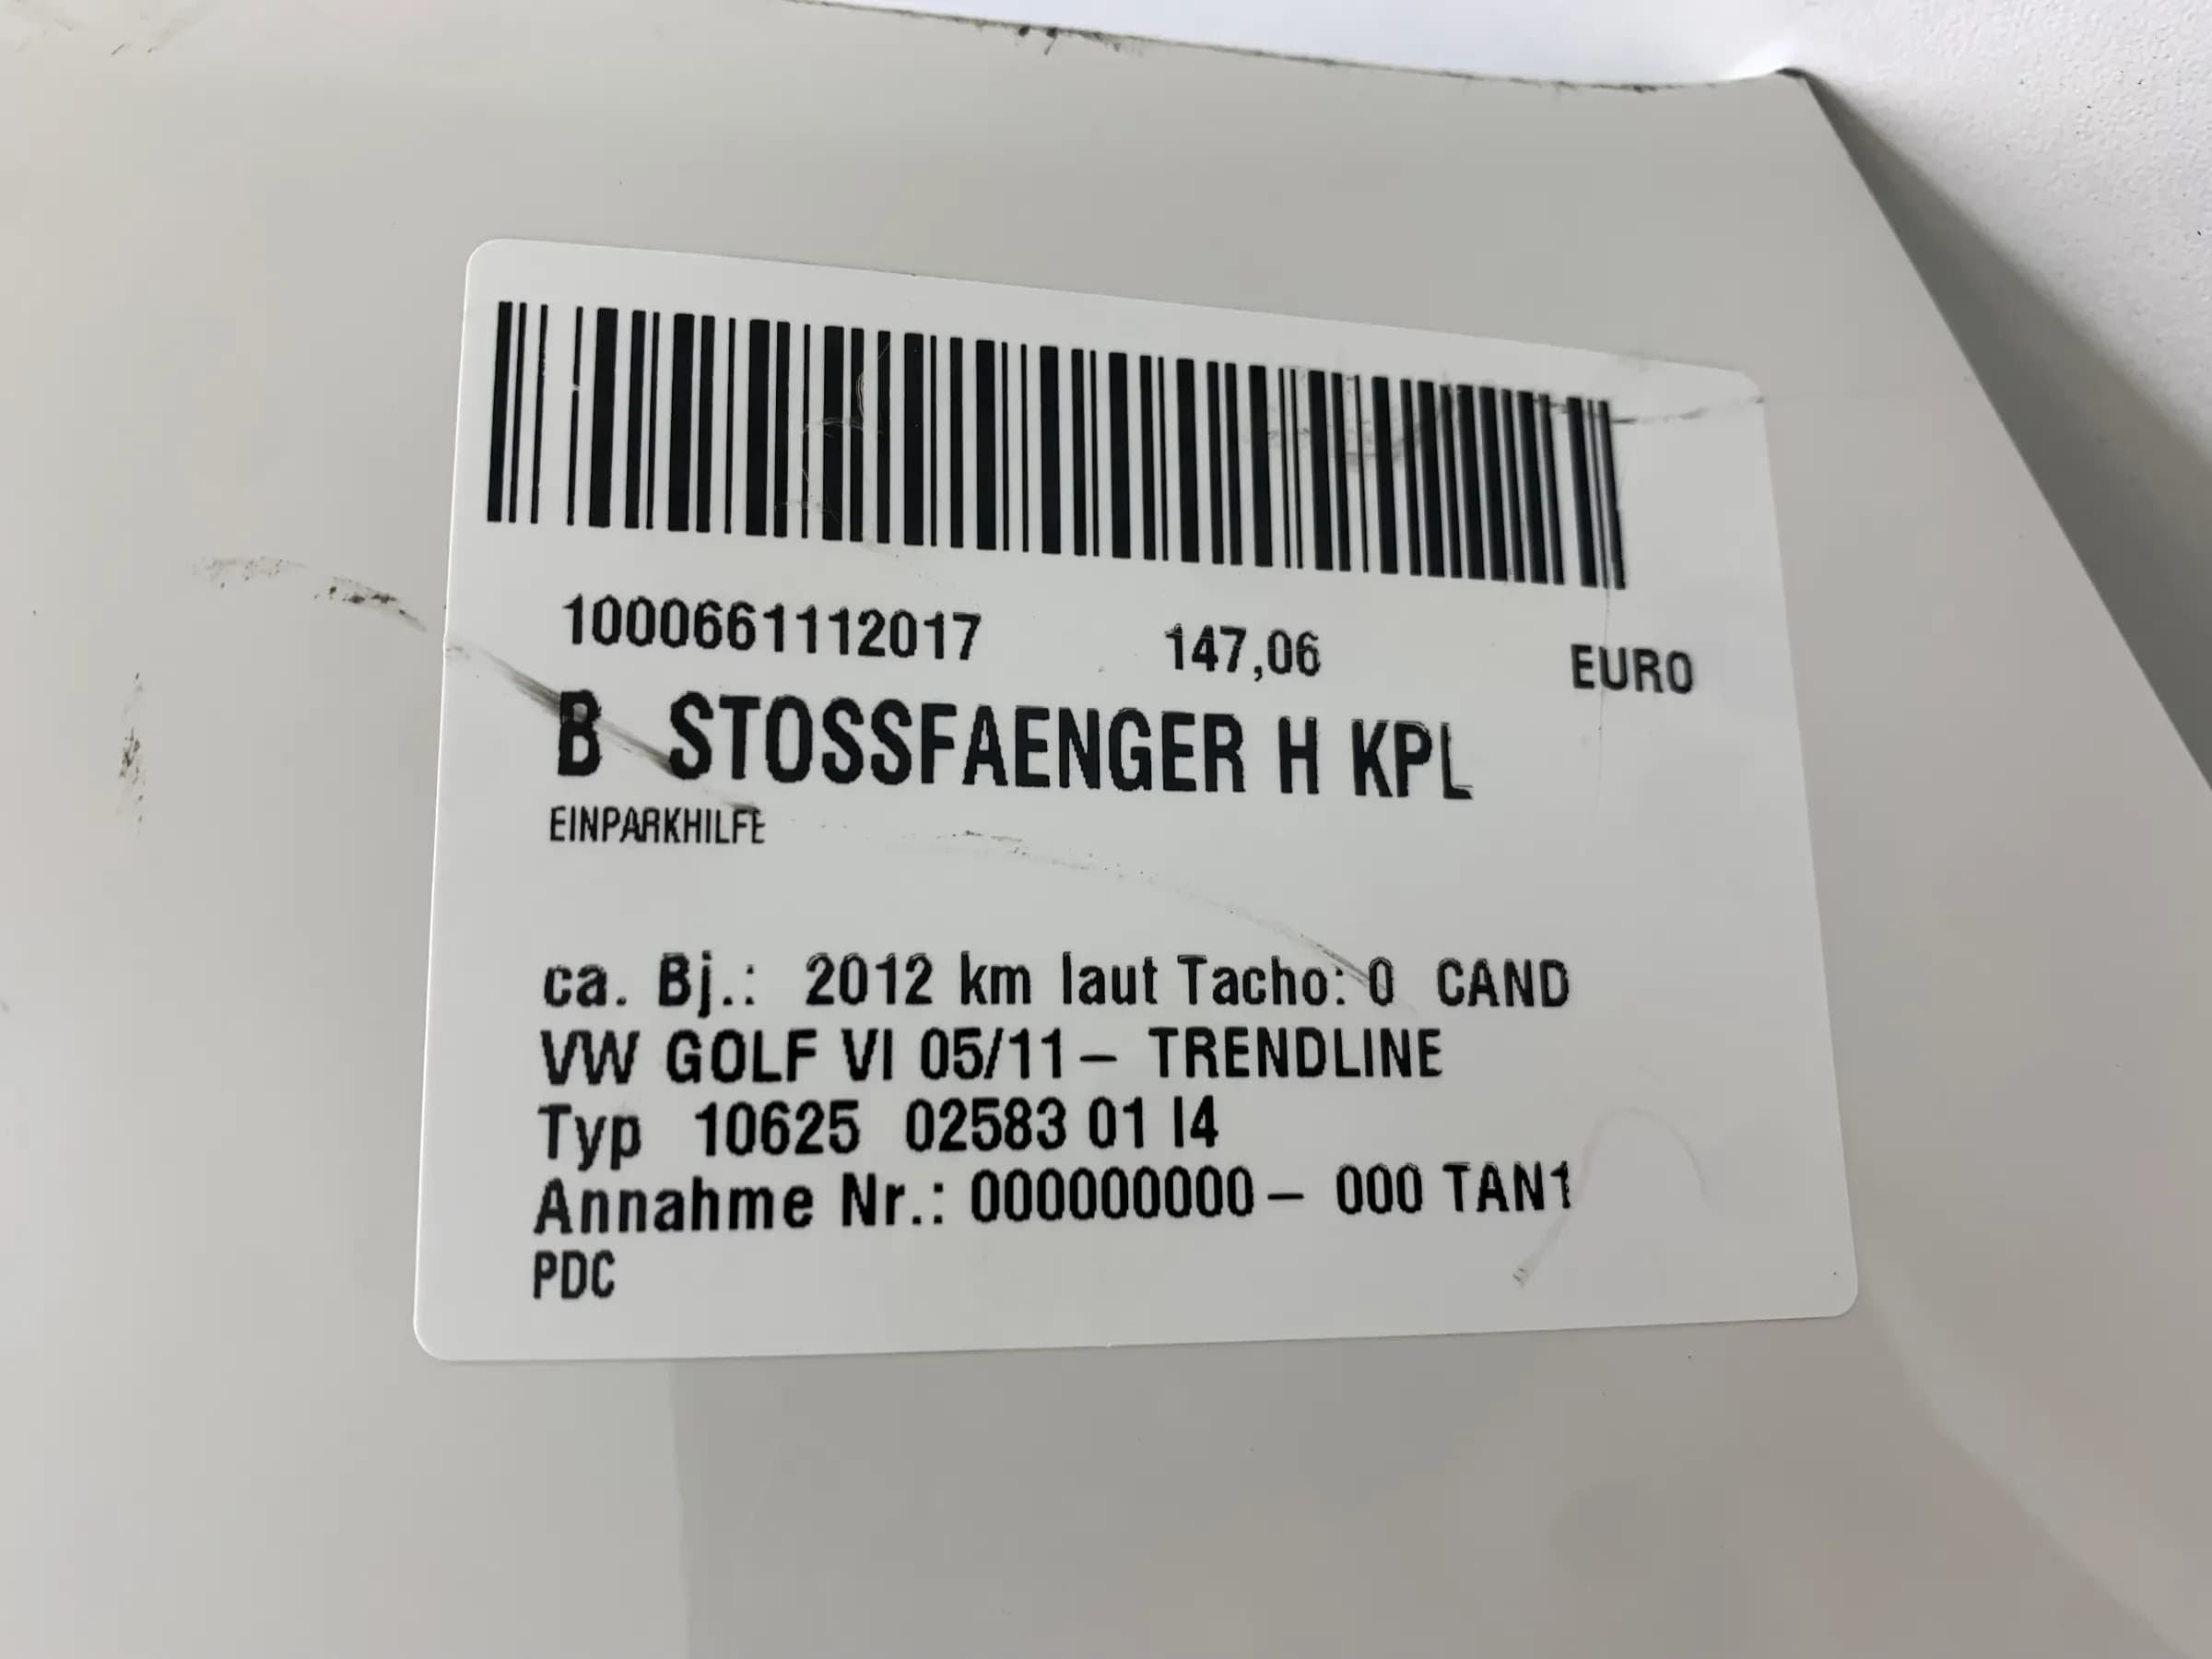 1000661112017 147,06 EURO
B STOSSFAENGER H KPL
EINPARKHILFE
ca. Bj.: 2012 km laut Tacho: 0 CAND
VW GOLF VI 05/11- TRENDLINE
Typ 10625 02583 01 I4
Annahme Nr.: 000000000- 000 TAN1
PDC